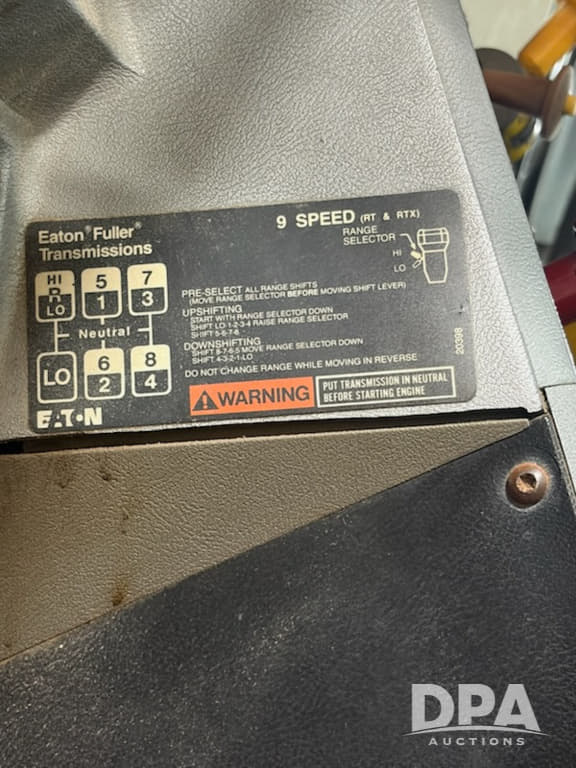 Eaton® Fuller®
Transmissions
9 SPEED (RT & RTX)
RANGE
SELECTOR
HI
LO
HI
R
LO
5
1
7
3
Neutral
LO
6
2
8
4
EATON
PRE-SELECT ALL RANGE SHIFTS
(MOVE RANGE SELECTOR BEFORE MOVING SHIFT LEVER)
UPSHIFTING
START WITH RANGE SELECTOR DOWN
SHIFT LO-1-2-3-4 RAISE RANGE SELECTOR
SHIFT 5-6-7-8
DOWNSHIFTING
SHIFT 8-7-6-5 MOVE RANGE SELECTOR DOWN
SHIFT 4-3-2-1-LO
DO NOT CHANGE RANGE WHILE MOVING IN REVERSE
20398
WARNING
PUT TRANSMISSION IN NEUTRAL
BEFORE STARTING ENGINE
DPA
AUCTIONS